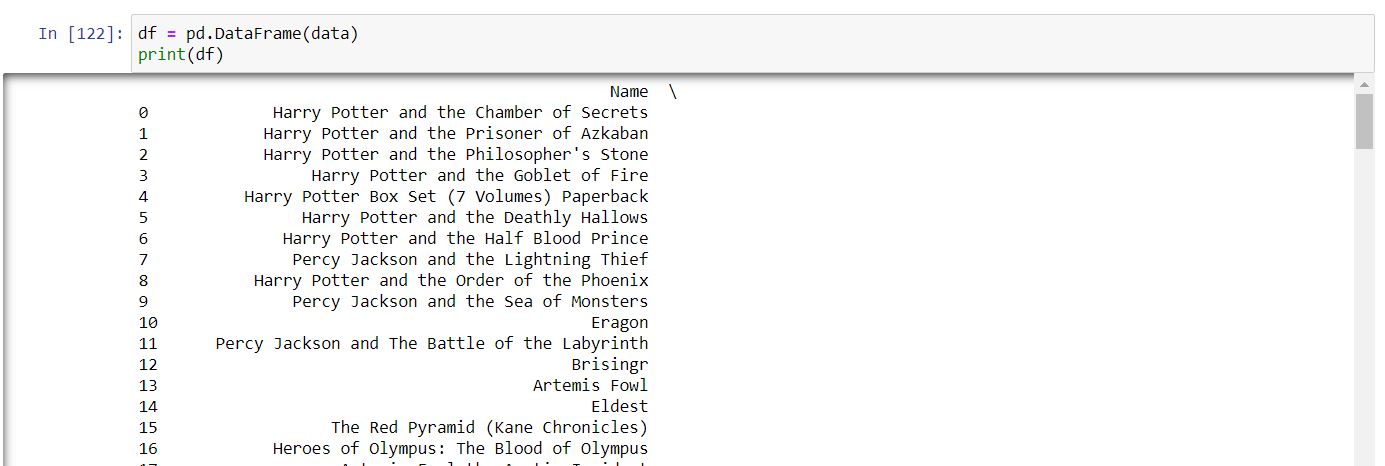 In [122]: df = pd.DataFrame(data)
print(df)
Name \
0 Harry Potter and the Chamber of Secrets
1 Harry Potter and the Prisoner of Azkaban
2 Harry Potter and the Philosopher's Stone
3 Harry Potter and the Goblet of Fire
4 Harry Potter Box Set (7 Volumes) Paperback
5 Harry Potter and the Deathly Hallows
6 Harry Potter and the Half Blood Prince
7 Percy Jackson and the Lightning Thief
8 Harry Potter and the Order of the Phoenix
9 Percy Jackson and the Sea of Monsters
10 Eragon
11 Percy Jackson and The Battle of the Labyrinth
12 Brisingr
13 Artemis Fowl
14 Eldest
15 The Red Pyramid (Kane Chronicles)
16 Heroes of Olympus: The Blood of Olympus